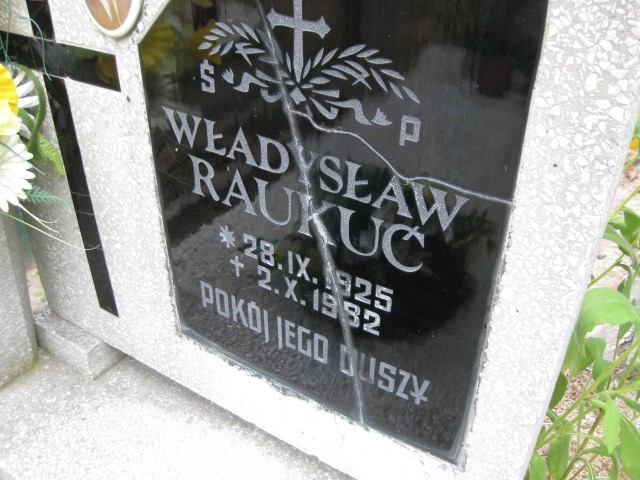 Ś P
WŁADYSŁAW
RAUKUĆ
* 28.IX.1925
✝ 2.X.1982
POKÓJ JEGO DUSZY